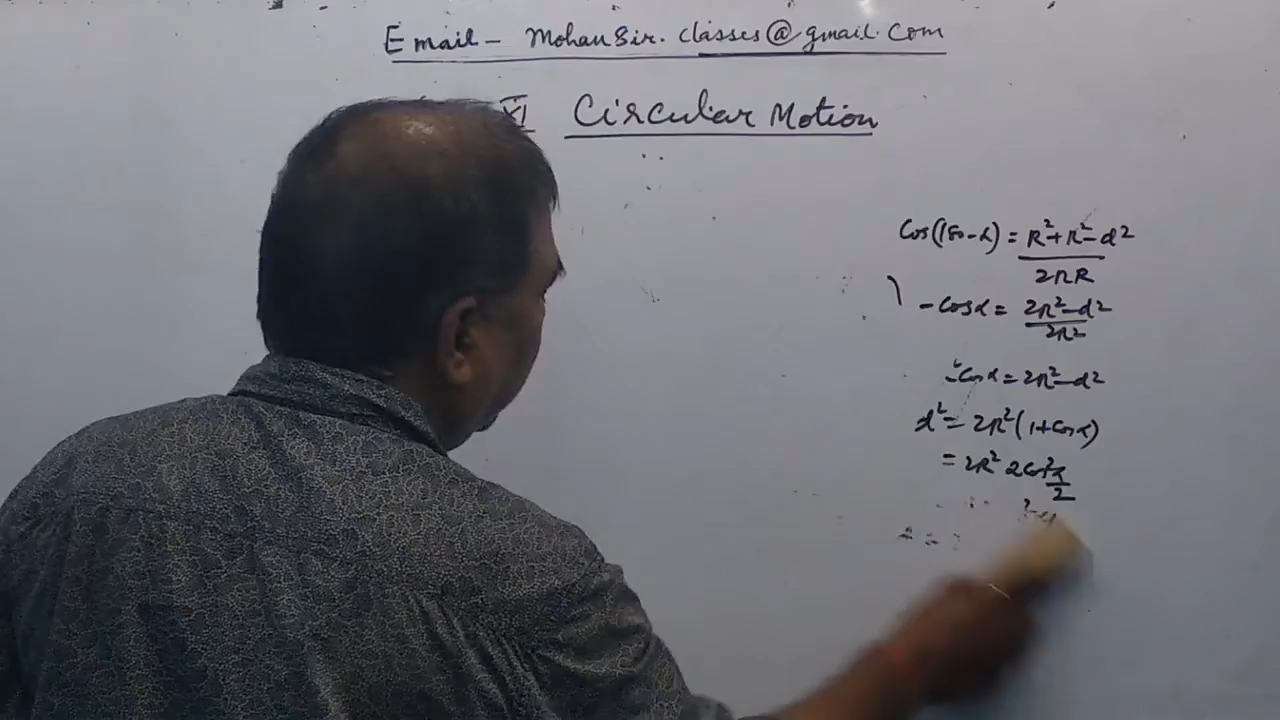 Email - MohanSir.classes@gmail.com
XI Circular Motion
Cos(180-α) = R²+R²-d²
2RR
-Cosα = 2R²-d²
2R²
-Cosα = 2R²-d²
d² = 2R²(1+Cosα)
= 2R² 2Cos²α
2